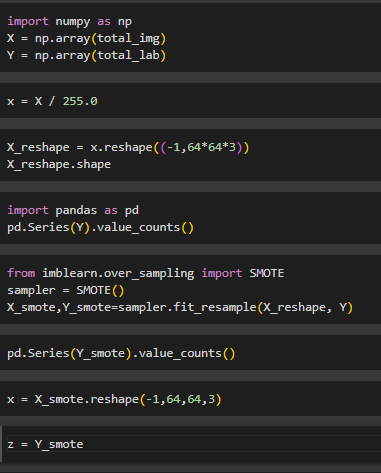 import numpy as np
X = np.array(total_img)
Y = np.array(total_lab)
x = X / 255.0
X_reshape = x.reshape((-1,64*64*3))
X_reshape.shape
import pandas as pd
pd.Series(Y).value_counts()
from imblearn.over_sampling import SMOTE
sampler = SMOTE()
X_smote,Y_smote=sampler.fit_resample(X_reshape, Y)
pd.Series(Y_smote).value_counts()
x = X_smote.reshape(-1,64,64,3)
z = Y_smote